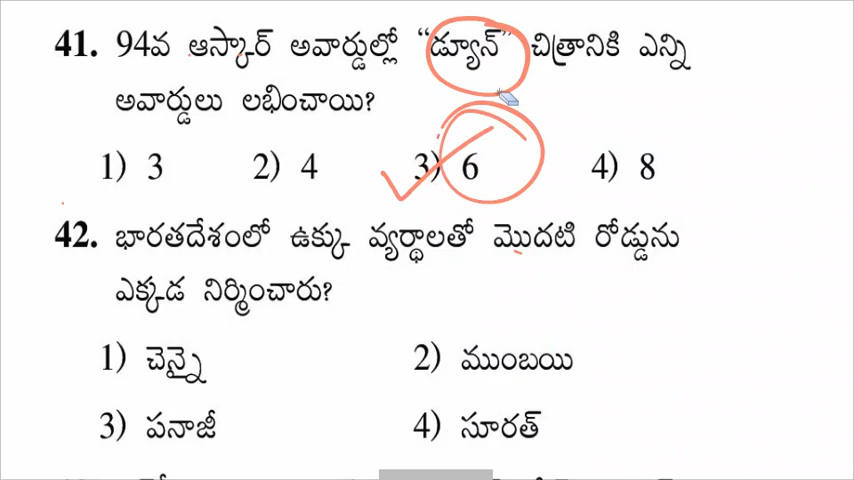 41. 94వ ఆస్కార్ అవార్డుల్లో “డ్యూన్” చిత్రానికి ఎన్ని
అవార్డులు లభించాయి?
1) 3 2) 4 3) 6 4) 8
42. భారతదేశంలో ఉక్కు వ్యర్థాలతో మొదటి రోడ్డును
ఎక్కడ నిర్మించారు?
1) చెన్నై 2) ముంబయి
3) పనాజీ 4) సూరత్